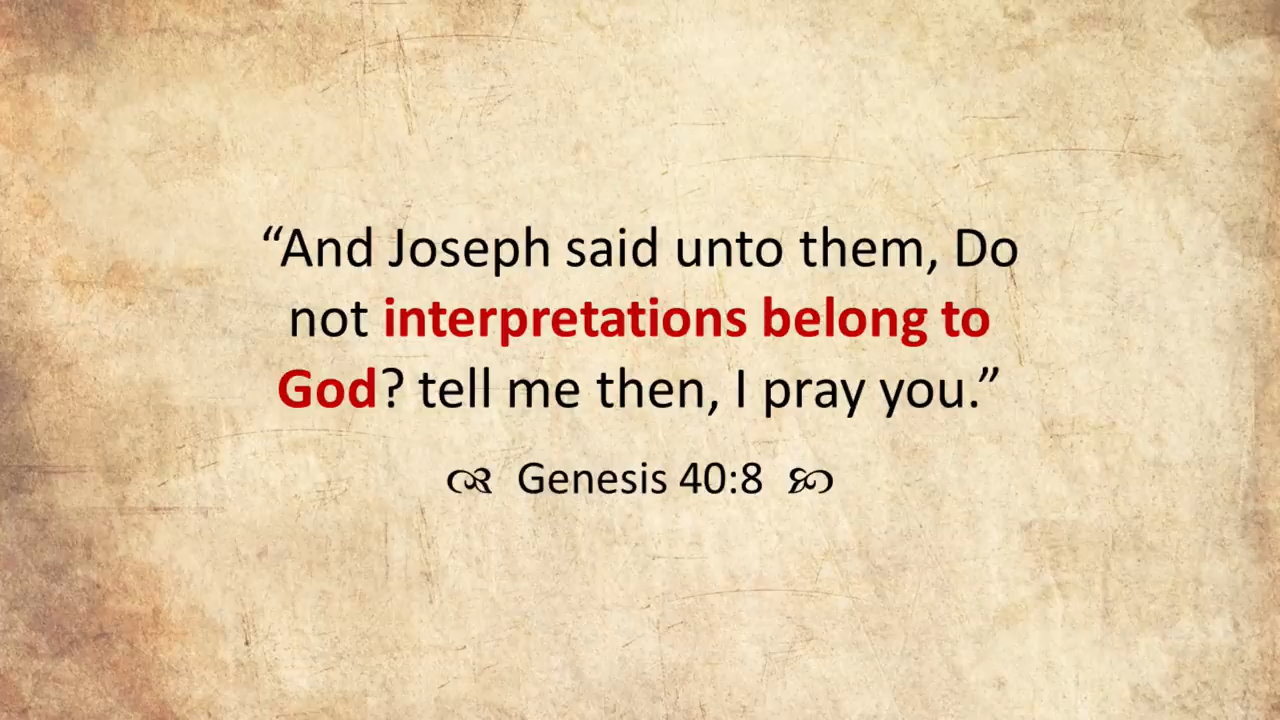 “And Joseph said unto them, Do
not interpretations belong to
God? tell me then, I pray you.”
Genesis 40:8